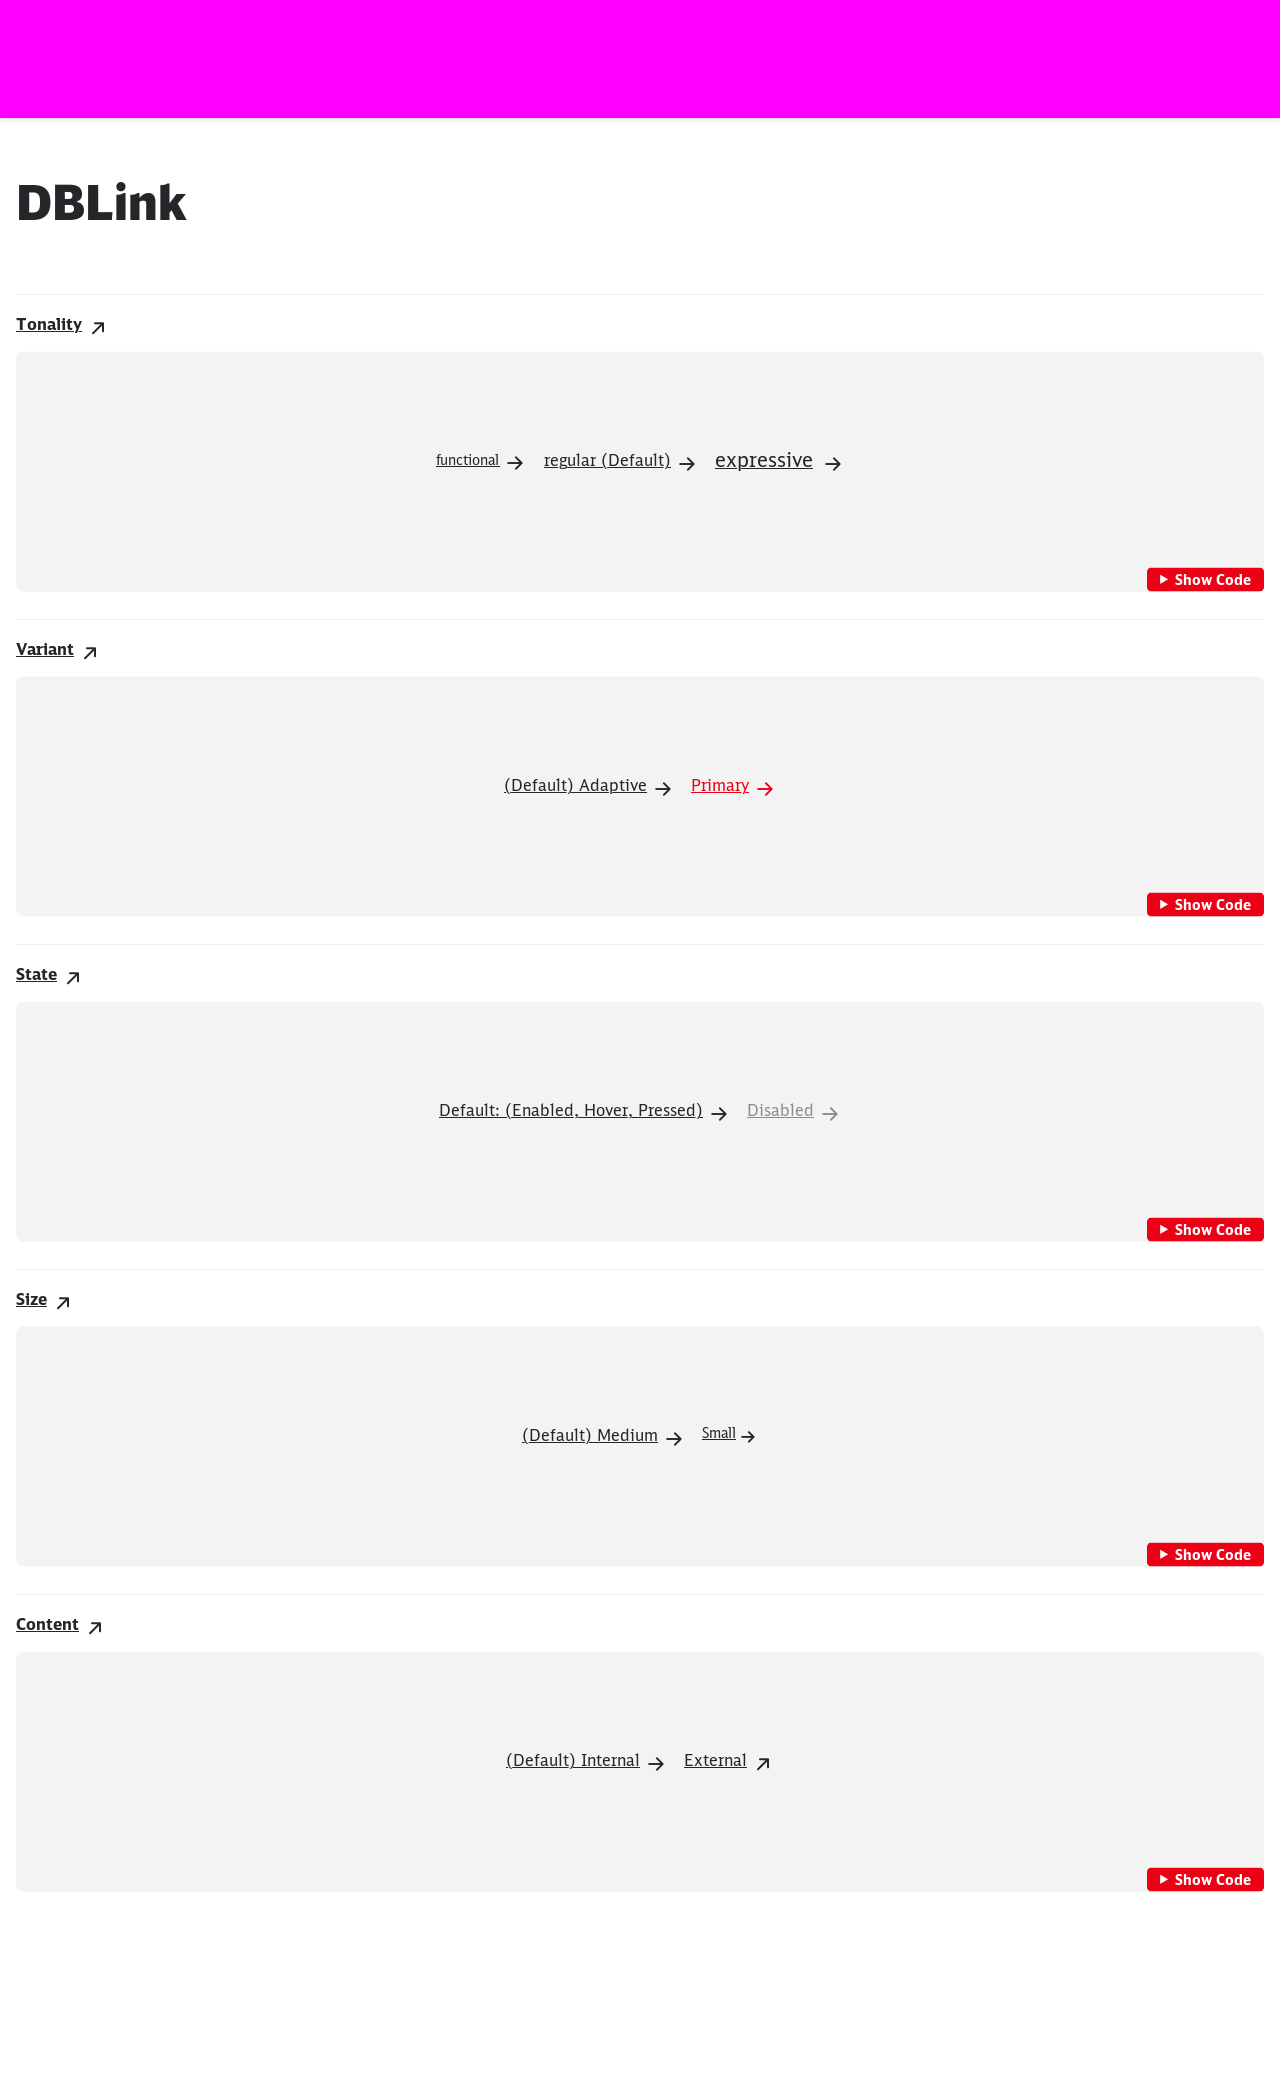 DBLink
Tonality
functional regular (Default) expressive
Show Code
Variant
(Default) Adaptive Primary
Show Code
State
Default: (Enabled, Hover, Pressed) Disabled
Show Code
Size
(Default) Medium Small
Show Code
Content
(Default) Internal External
Show Code